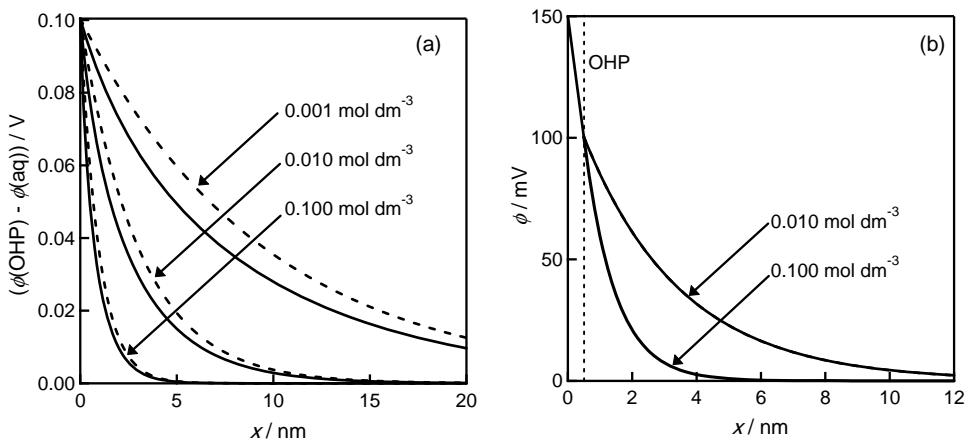 (a)
0.10
0.08
0.06
0.04
0.02
0.00
(ϕ(OHP) - ϕ(aq)) / V
0.001 mol dm⁻³
0.010 mol dm⁻³
0.100 mol dm⁻³
0 5 10 15 20
x / nm
(b)
150
100
50
0
ϕ / mV
OHP
0.010 mol dm⁻³
0.100 mol dm⁻³
0 2 4 6 8 10 12
x / nm